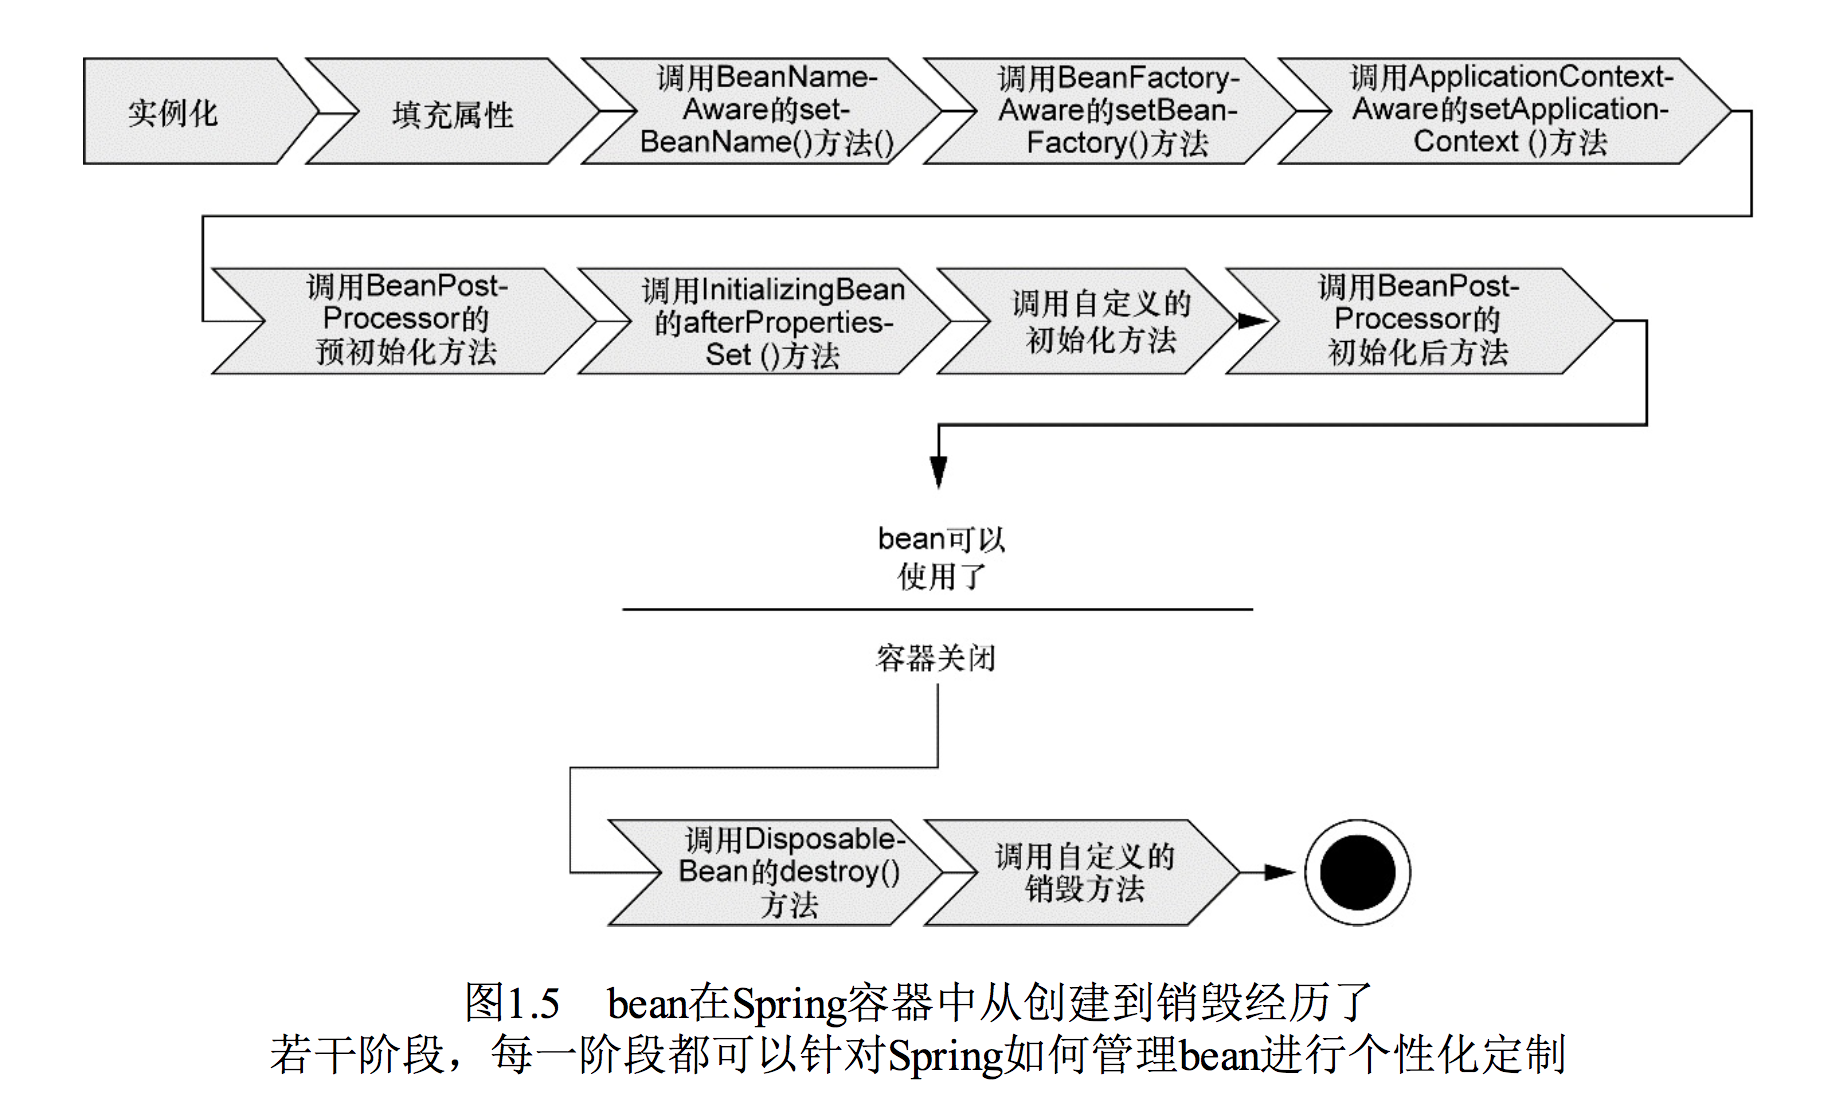 实例化
填充属性
调用BeanName-
Aware的set-
BeanName()方法()
调用BeanFactory-
Aware的setBean-
Factory()方法
调用ApplicationContext-
Aware的setApplication-
Context ()方法
调用BeanPost-
Processor的
预初始化方法
调用InitializingBean
的afterProperties-
Set ()方法
调用自定义的
初始化方法
调用BeanPost-
Processor的
初始化后方法
bean可以
使用了
容器关闭
调用Disposable-
Bean的destroy()
方法
调用自定义的
销毁方法
图1.5 bean在Spring容器中从创建到销毁经历了
若干阶段，每一阶段都可以针对Spring如何管理bean进行个性化定制